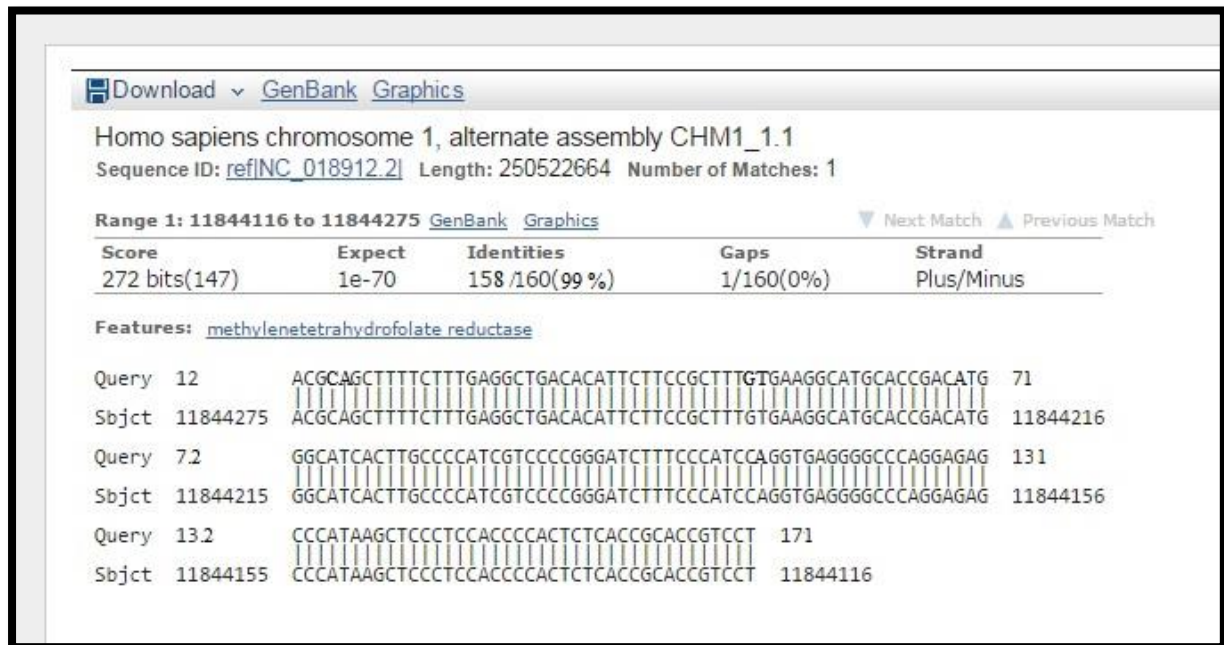 Download GenBank Graphics
Homo sapiens chromosome 1, alternate assembly CHM1_1.1
Sequence ID: ref|NC_018912.2| Length: 250522664 Number of Matches: 1
Range 1: 11844116 to 11844275 GenBank Graphics Next Match Previous Match
Score Expect Identities Gaps Strand
272 bits(147) 1e-70 158/160(99%) 1/160(0%) Plus/Minus
Features: methylenetetrahydrofolate reductase
Query 12 ACGCAGCTTTTCTTTGAGGCTGACACATTCTTCCGCTTTGTGAAGGCATGCACCGACATG 71
Sbjct 11844275 ACGCAGCTTTTCTTTGAGGCTGACACATTCTTCCGCTTTGTGAAGGCATGCACCGACATG 11844216
Query 7.2 GGCATCACTTGCCCCATCGTCCCCGGGATCTTTCCCATCCAGGTGAGGGGCCCAGGAGAG 131
Sbjct 11844215 GGCATCACTTGCCCCATCGTCCCCGGGATCTTTCCCATCCAGGTGAGGGGCCCAGGAGAG 11844156
Query 13.2 CCCATAAGCTCCCTCCACCCCACTCTCACCGCACCGTCCT 171
Sbjct 11844155 CCCATAAGCTCCCTCCACCCCACTCTCACCGCACCGTCCT 11844116